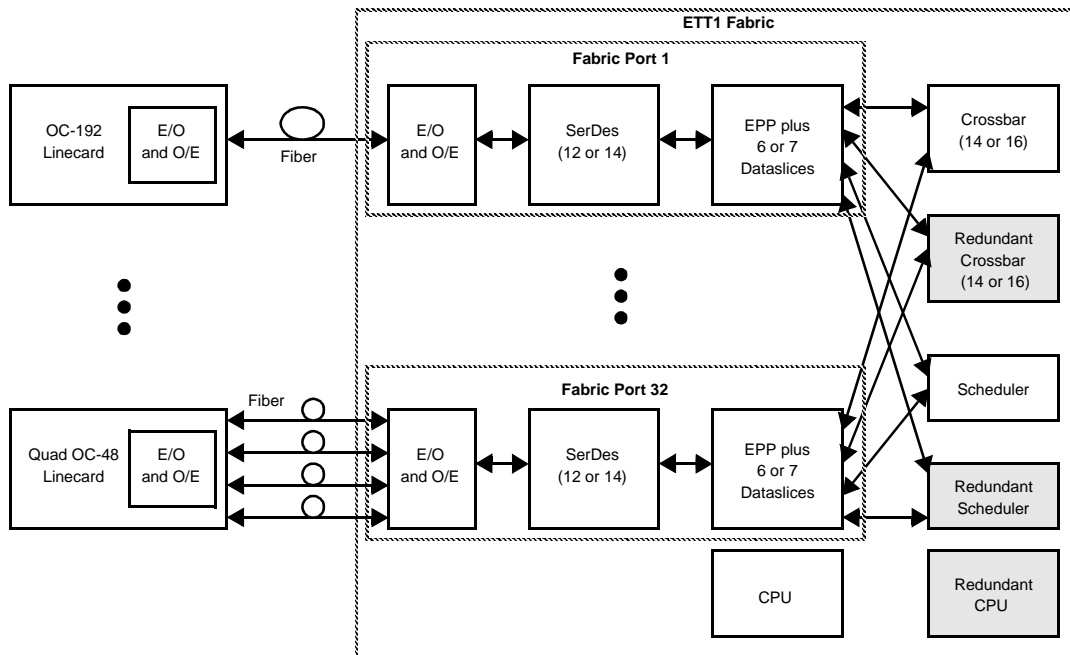 ETT1 Fabric
Fabric Port 1
OC-192
Linecard
E/O
and O/E
Fiber
E/O
and O/E
SerDes
(12 or 14)
EPP plus
6 or 7
Dataslices
Crossbar
(14 or 16)
Redundant
Crossbar
(14 or 16)
Scheduler
Fabric Port 32
Fiber
Quad OC-48
Linecard
E/O
and O/E
E/O
and O/E
SerDes
(12 or 14)
EPP plus
6 or 7
Dataslices
Redundant
Scheduler
CPU
Redundant
CPU